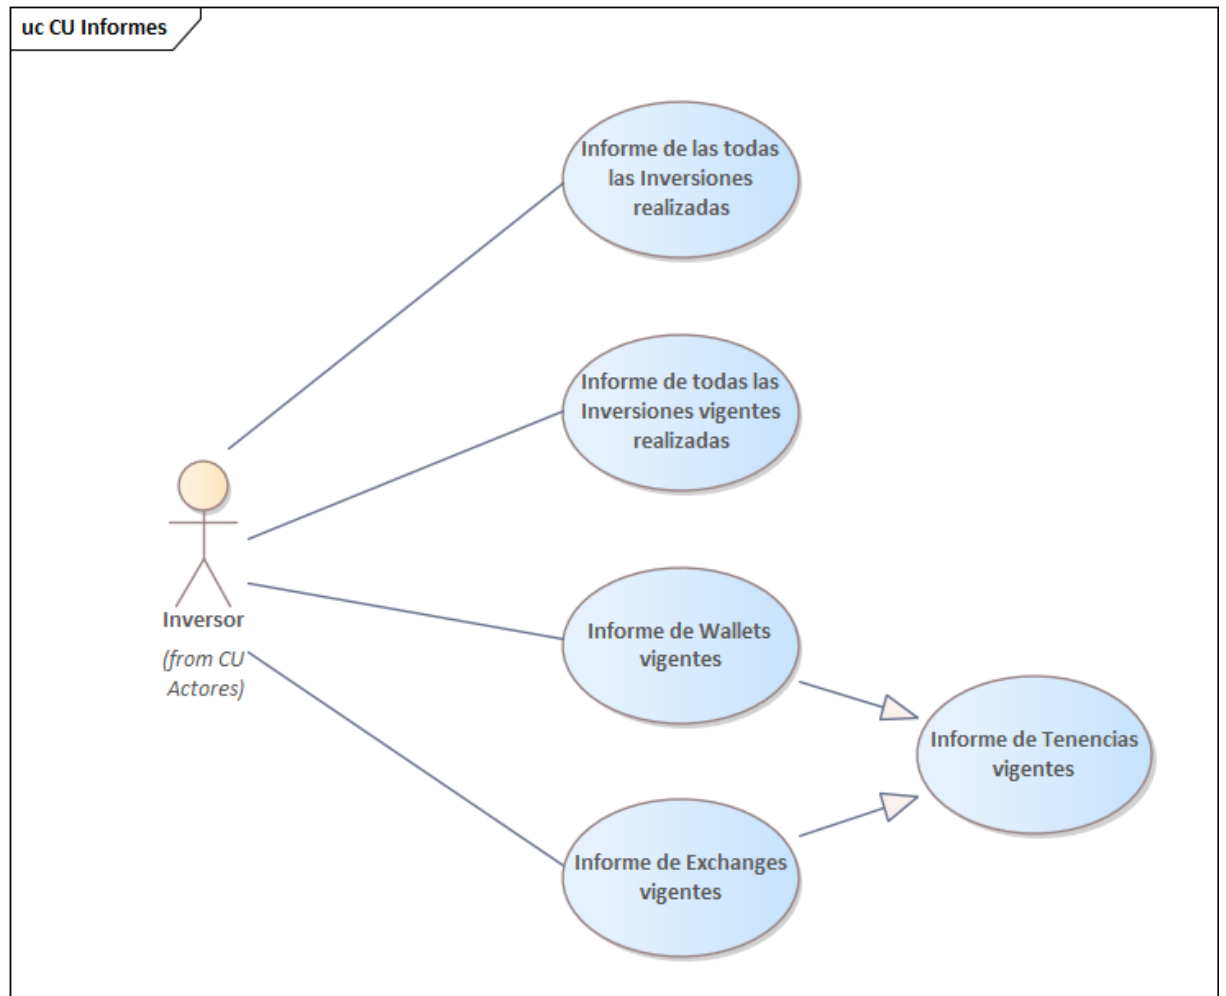 uc CU Informes
Informe de las todas
las Inversiones
realizadas
Informe de todas las
Inversiones vigentes
realizadas
Inversor
(from CU
Actores)
Informe de Wallets
vigentes
Informe de Tenencias
vigentes
Informe de Exchanges
vigentes